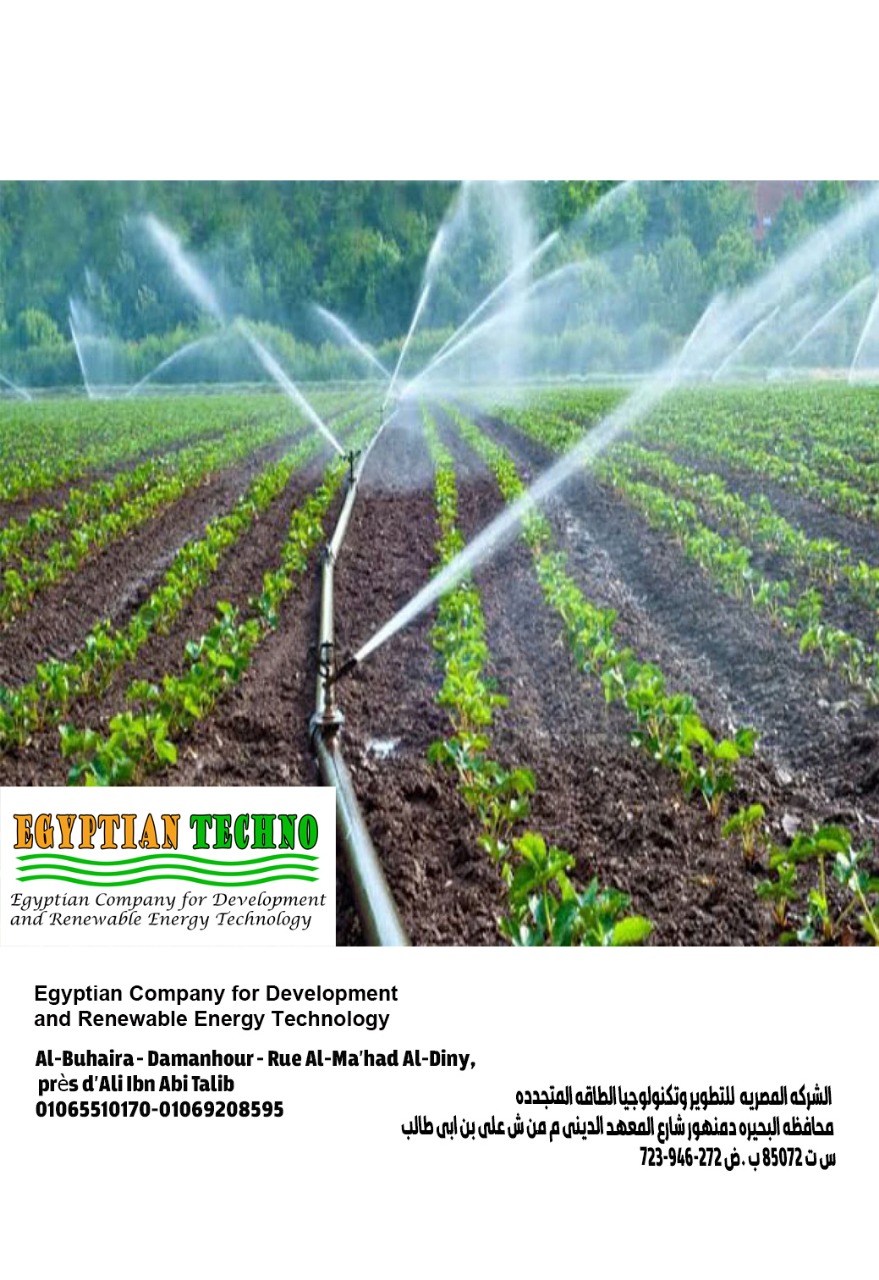 EGYPTIAN TECHNO
Egyptian Company for Development
and Renewable Energy Technology
Egyptian Company for Development
and Renewable Energy Technology
Al-Buhaira - Damanhour - Rue Al-Ma'had Al-Diny,
près d'Ali Ibn Abi Talib
01065510170-01069208595
الشركه المصريه للتطوير وتكنولوجيا الطاقه المتجدده
محافظه البحيره دمنهور شارع المعهد الدينى م من ش على بن ابى طالب
س ت 85072 ب . ض 272-946-723